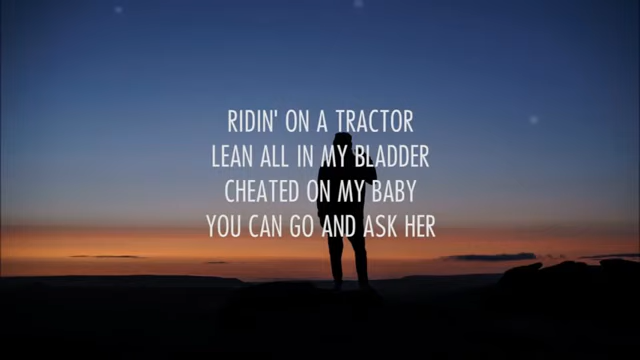 RIDIN' ON A TRACTOR
LEAN ALL IN MY BLADDER
CHEATED ON MY BABY
YOU CAN GO AND ASK HER